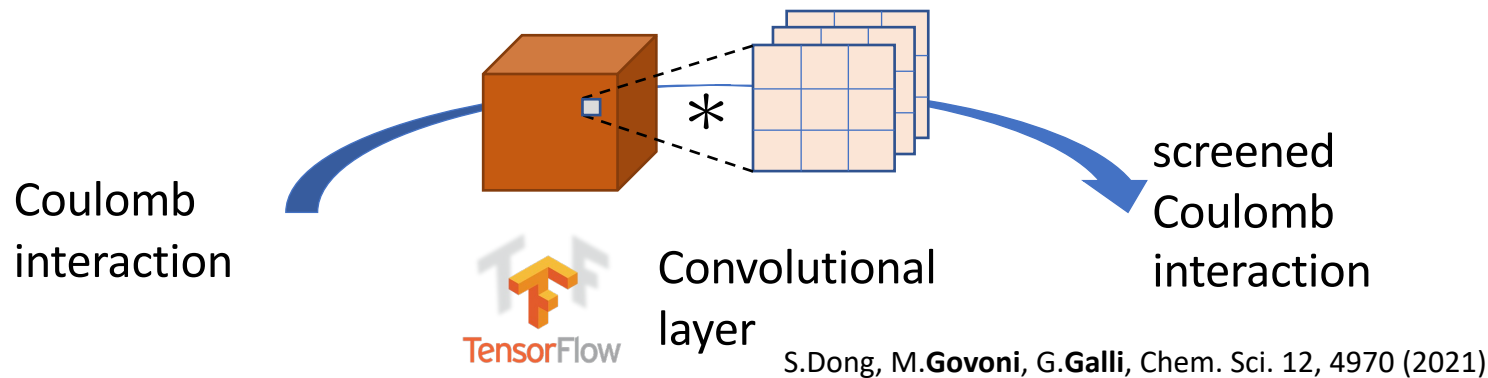 *
Coulomb
interaction
screened
Coulomb
interaction
TensorFlow
Convolutional
layer
S.Dong, M.Govoni, G.Galli, Chem. Sci. 12, 4970 (2021)